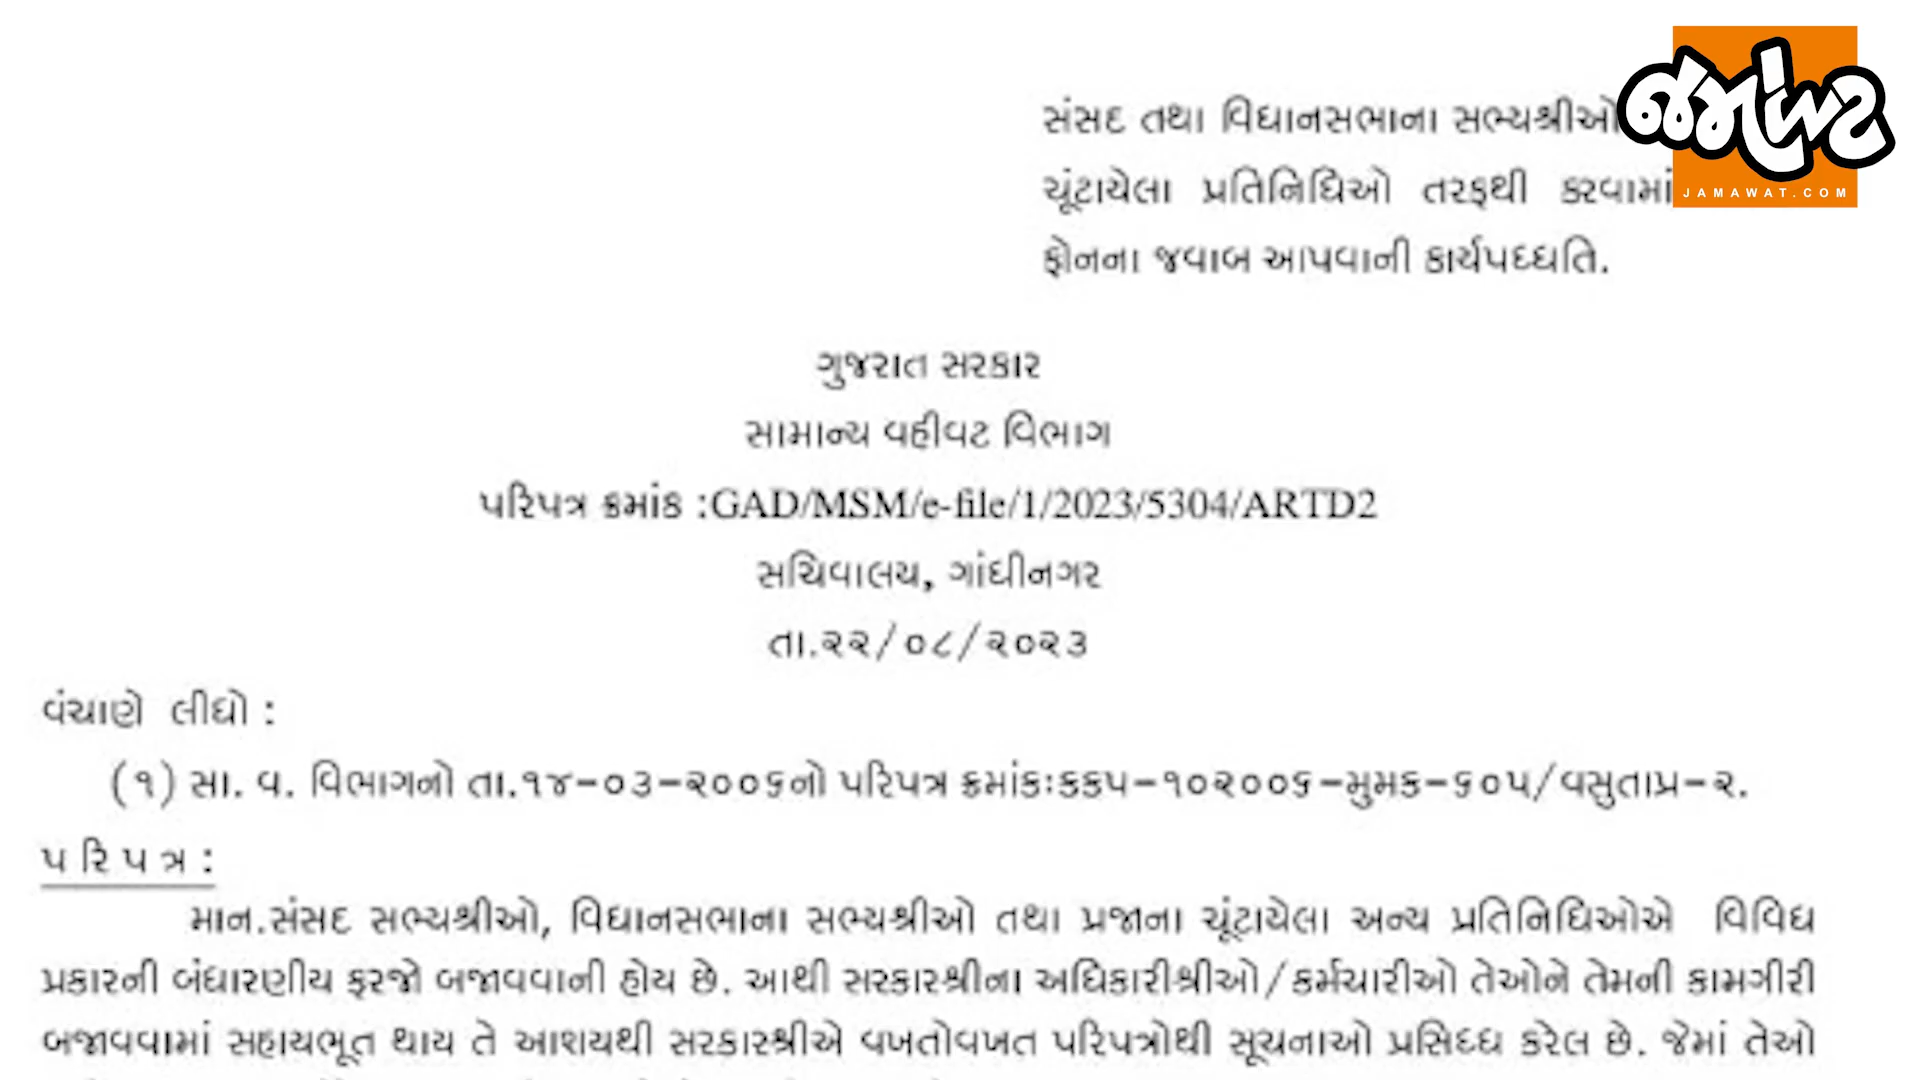 સંસદ તથા વિધાનસભાના સભ્યશ્રીઓ
ચૂંટાયેલા પ્રતિનિધિઓ તરફથી કરવામાં
ફોનના જવાબ આપવાની કાર્યપદ્ધતિ.
જમાવટ
JAMAWAT.COM
ગુજરાત સરકાર
સામાન્ય વહીવટ વિભાગ
પરિપત્ર ક્રમાંક :GAD/MSM/e-file/1/2023/5304/ARTD2
સચિવાલય, ગાંધીનગર
તા.૨૨/૦૮/૨૦૨૩
વંચાણે લીધો :
(૧) સા. વ. વિભાગનો તા.૧૪-૦૩-૨૦૦૬નો પરિપત્ર ક્રમાંકઃકકપ-૧૦૨૦૦૬-મુમક-૬૦૫/વસુતાપ્ર-૨.
પરિપત્ર:
માન.સંસદ સભ્યશ્રીઓ, વિધાનસભાના સભ્યશ્રીઓ તથા પ્રજાના ચૂંટાયેલા અન્ય પ્રતિનિધિઓએ વિવિધ
પ્રકારની બંધારણીય ફરજો બજાવવાની હોય છે. આથી સરકારશ્રીના અધિકારીશ્રીઓ/કર્મચારીઓ તેઓને તેમની કામગીરી
બજાવવામાં સહાયભૂત થાય તે આશયથી સરકારશ્રીએ વખતોવખત પરિપત્રોથી સૂચનાઓ પ્રસિદ્ધ કરેલ છે. જેમાં તેઓ